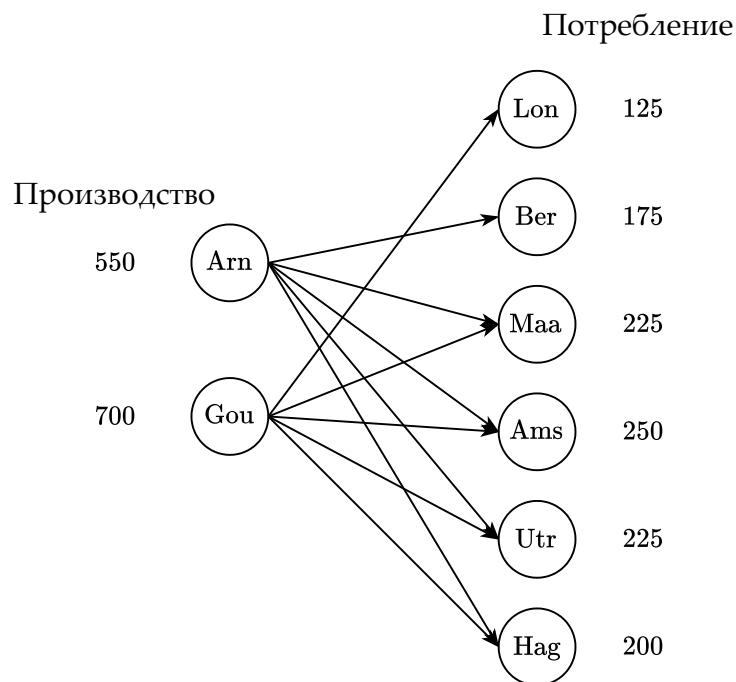 Потребление
Lon 125
Ber 175
Производство
550 Arn
Maa 225
700 Gou
Ams 250
Utr 225
Hag 200